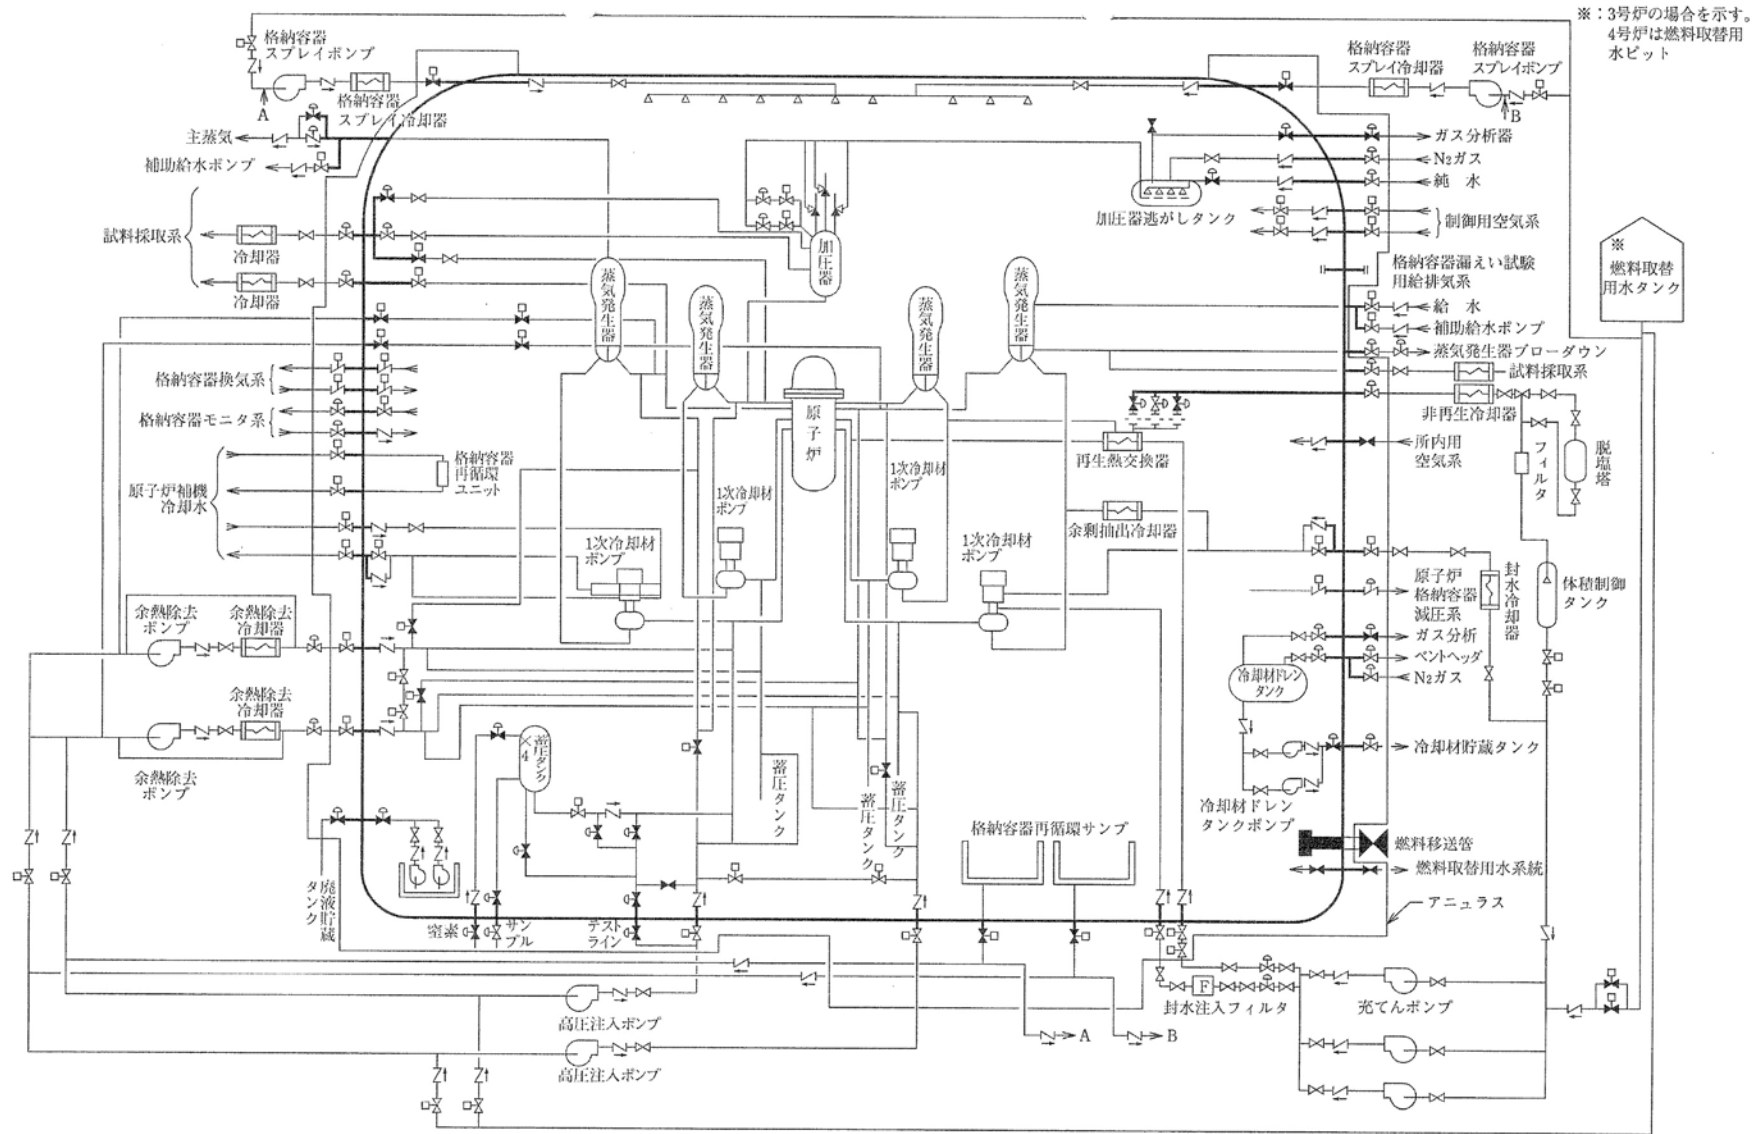 ※：3号炉の場合を示す。
4号炉は燃料取替用
水ピット
格納容器
スプレイポンプ
A
格納容器
スプレイ冷却器
主蒸気
補助給水ポンプ
試料採取系
冷却器
冷却器
格納容器換気系
格納容器モニタ系
原子炉補機
冷却水
格納容器
再循環
ユニット
格納容器
スプレイ冷却器
格納容器
スプレイポンプ
B
ガス分析器
N₂ガス
純　水
加圧器逃がしタンク
制御用空気系
格納容器漏えい試験
用給排気系
※
燃料取替
用水タンク
給　水
補助給水ポンプ
蒸気発生器ブローダウン
試料採取系
非再生冷却器
所内用
空気系
フィルタ
脱塩塔
加圧器
蒸気発生器
蒸気発生器
蒸気発生器
蒸気発生器
原子炉
再生熱交換器
余剰抽出冷却器
1次冷却材
ポンプ
1次冷却材
ポンプ
1次冷却材
ポンプ
1次冷却材
ポンプ
原子炉
格納容器
減圧系
封水冷却器
体積制御
タンク
ガス分析
ベントヘッダ
N₂ガス
冷却材ドレン
タンク
冷却材貯蔵タンク
冷却材ドレン
タンクポンプ
燃料移送管
燃料取替用水系統
アニュラス
余熱除去
ポンプ
余熱除去
冷却器
余熱除去
冷却器
余熱除去
ポンプ
蓄圧タンク
×4
蓄圧タンク
蓄圧タンク
蓄圧タンク
格納容器再循環サンプ
廃液貯蔵
タンク
窒素
サン
プル
テスト
ライン
高圧注入ポンプ
高圧注入ポンプ
A
B
F
封水注入フィルタ
充てんポンプ